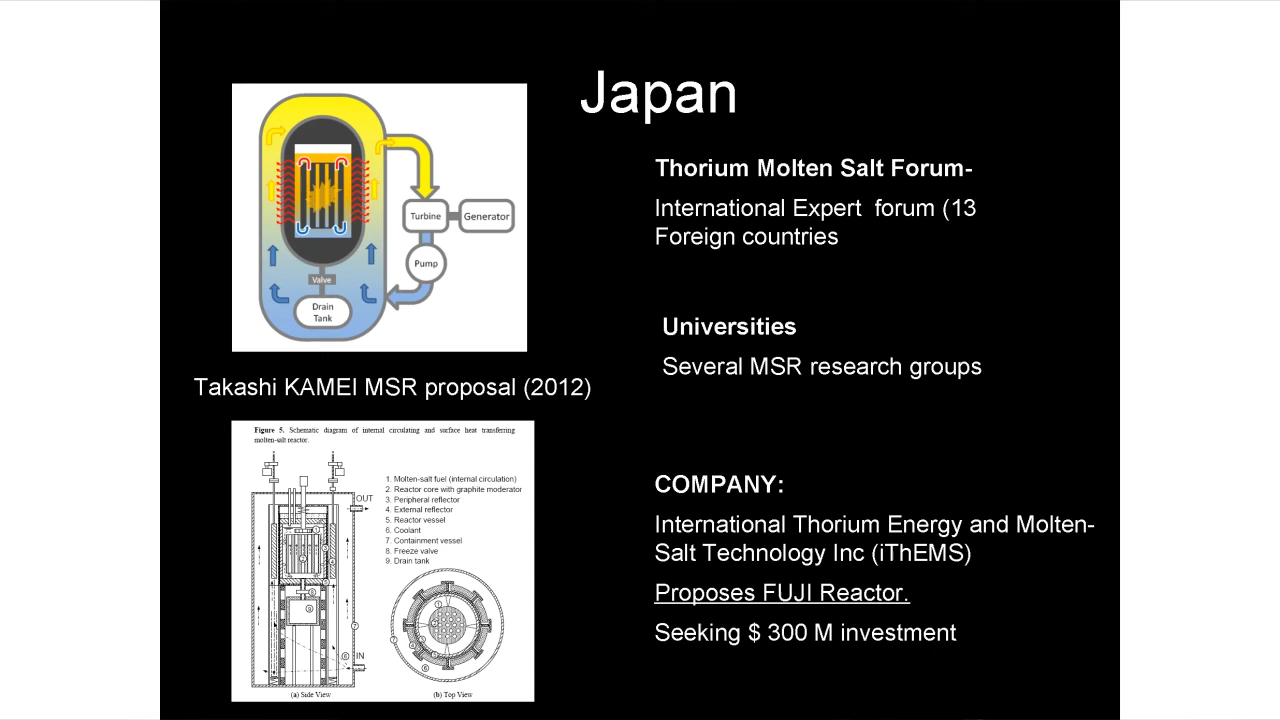 Japan
Turbine
Generator
Pump
Valve
Drain
Tank
Takashi KAMEI MSR proposal (2012)
Figure 5. Schematic diagram of internal circulating and surface heat transferring
molten-salt reactor.
OUT
1. Molten-salt fuel (internal circulation)
2. Reactor core with graphite moderator
3. Peripheral reflector
4. External reflector
5. Reactor vessel
6. Coolant
7. Containment vessel
8. Freeze valve
9. Drain tank
IN
(a) Side View
(b) Top View
Thorium Molten Salt Forum-
International Expert forum (13
Foreign countries
Universities
Several MSR research groups
COMPANY:
International Thorium Energy and Molten-
Salt Technology Inc (iThEMS)
Proposes FUJI Reactor.
Seeking $ 300 M investment